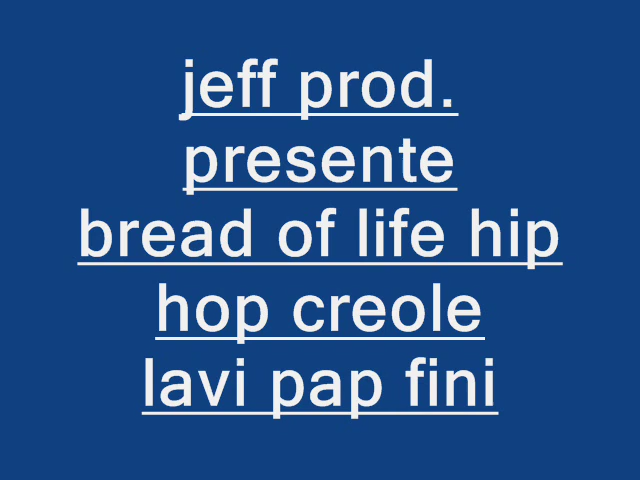 jeff prod.
presente
bread of life hip
hop creole
lavi pap fini